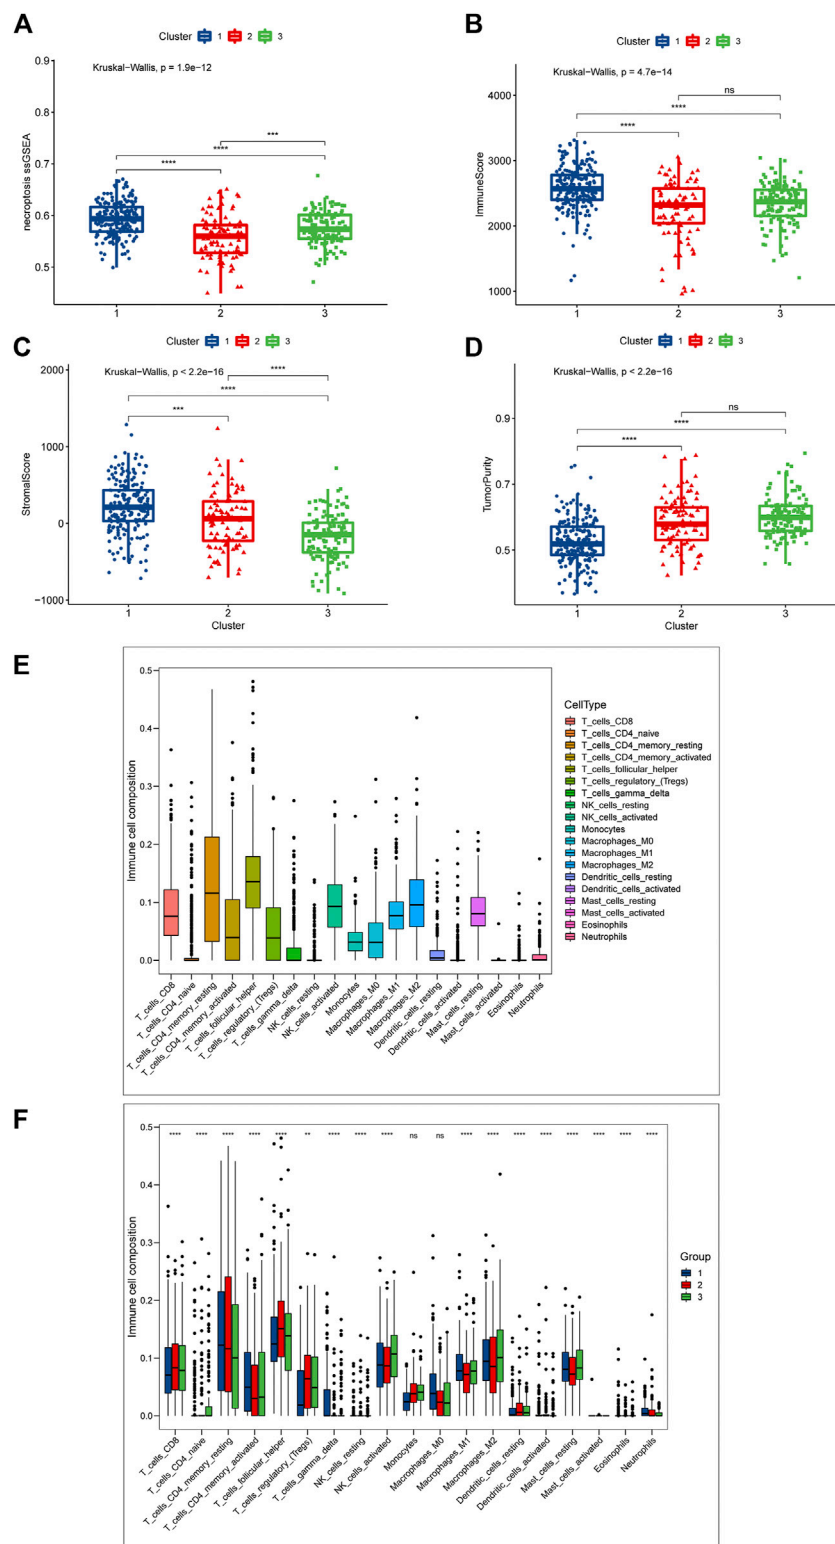 A
Cluster 1 2 3
Kruskal−Wallis, p = 1.9e−12
***
****
****
necroptosis ssGSEA
0.9
0.8
0.7
0.6
0.5
1 2 3
B
Cluster 1 2 3
Kruskal−Wallis, p = 4.7e−14
ns
****
****
ImmuneScore
4000
3000
2000
1000
1 2 3
C
Cluster 1 2 3
Kruskal−Wallis, p < 2.2e−16
****
****
***
StromalScore
2000
1000
0
−1000
1 2 3
Cluster
D
Cluster 1 2 3
Kruskal−Wallis, p < 2.2e−16
ns
****
****
TumorPurity
0.9
0.7
0.5
1 2 3
Cluster
E
Immune cell composition
0.5
0.4
0.3
0.2
0.1
0.0
T_cells_CD8
T_cells_CD4_naive
T_cells_CD4_memory_resting
T_cells_CD4_memory_activated
T_cells_follicular_helper
T_cells_regulatory_(Tregs)
T_cells_gamma_delta
NK_cells_resting
NK_cells_activated
Monocytes
Macrophages_M0
Macrophages_M1
Macrophages_M2
Dendritic_cells_resting
Dendritic_cells_activated
Mast_cells_resting
Mast_cells_activated
Eosinophils
Neutrophils
CellType
T_cells_CD8
T_cells_CD4_naive
T_cells_CD4_memory_resting
T_cells_CD4_memory_activated
T_cells_follicular_helper
T_cells_regulatory_(Tregs)
T_cells_gamma_delta
NK_cells_resting
NK_cells_activated
Monocytes
Macrophages_M0
Macrophages_M1
Macrophages_M2
Dendritic_cells_resting
Dendritic_cells_activated
Mast_cells_resting
Mast_cells_activated
Eosinophils
Neutrophils
F
Immune cell composition
0.5
0.4
0.3
0.2
0.1
0.0
**** **** **** **** **** ** **** **** **** ns ns **** **** **** **** **** **** **** ****
T_cells_CD8
T_cells_CD4_naive
T_cells_CD4_memory_resting
T_cells_CD4_memory_activated
T_cells_follicular_helper
T_cells_regulatory_(Tregs)
T_cells_gamma_delta
NK_cells_resting
NK_cells_activated
Monocytes
Macrophages_M0
Macrophages_M1
Macrophages_M2
Dendritic_cells_resting
Dendritic_cells_activated
Mast_cells_resting
Mast_cells_activated
Eosinophils
Neutrophils
Group
1
2
3